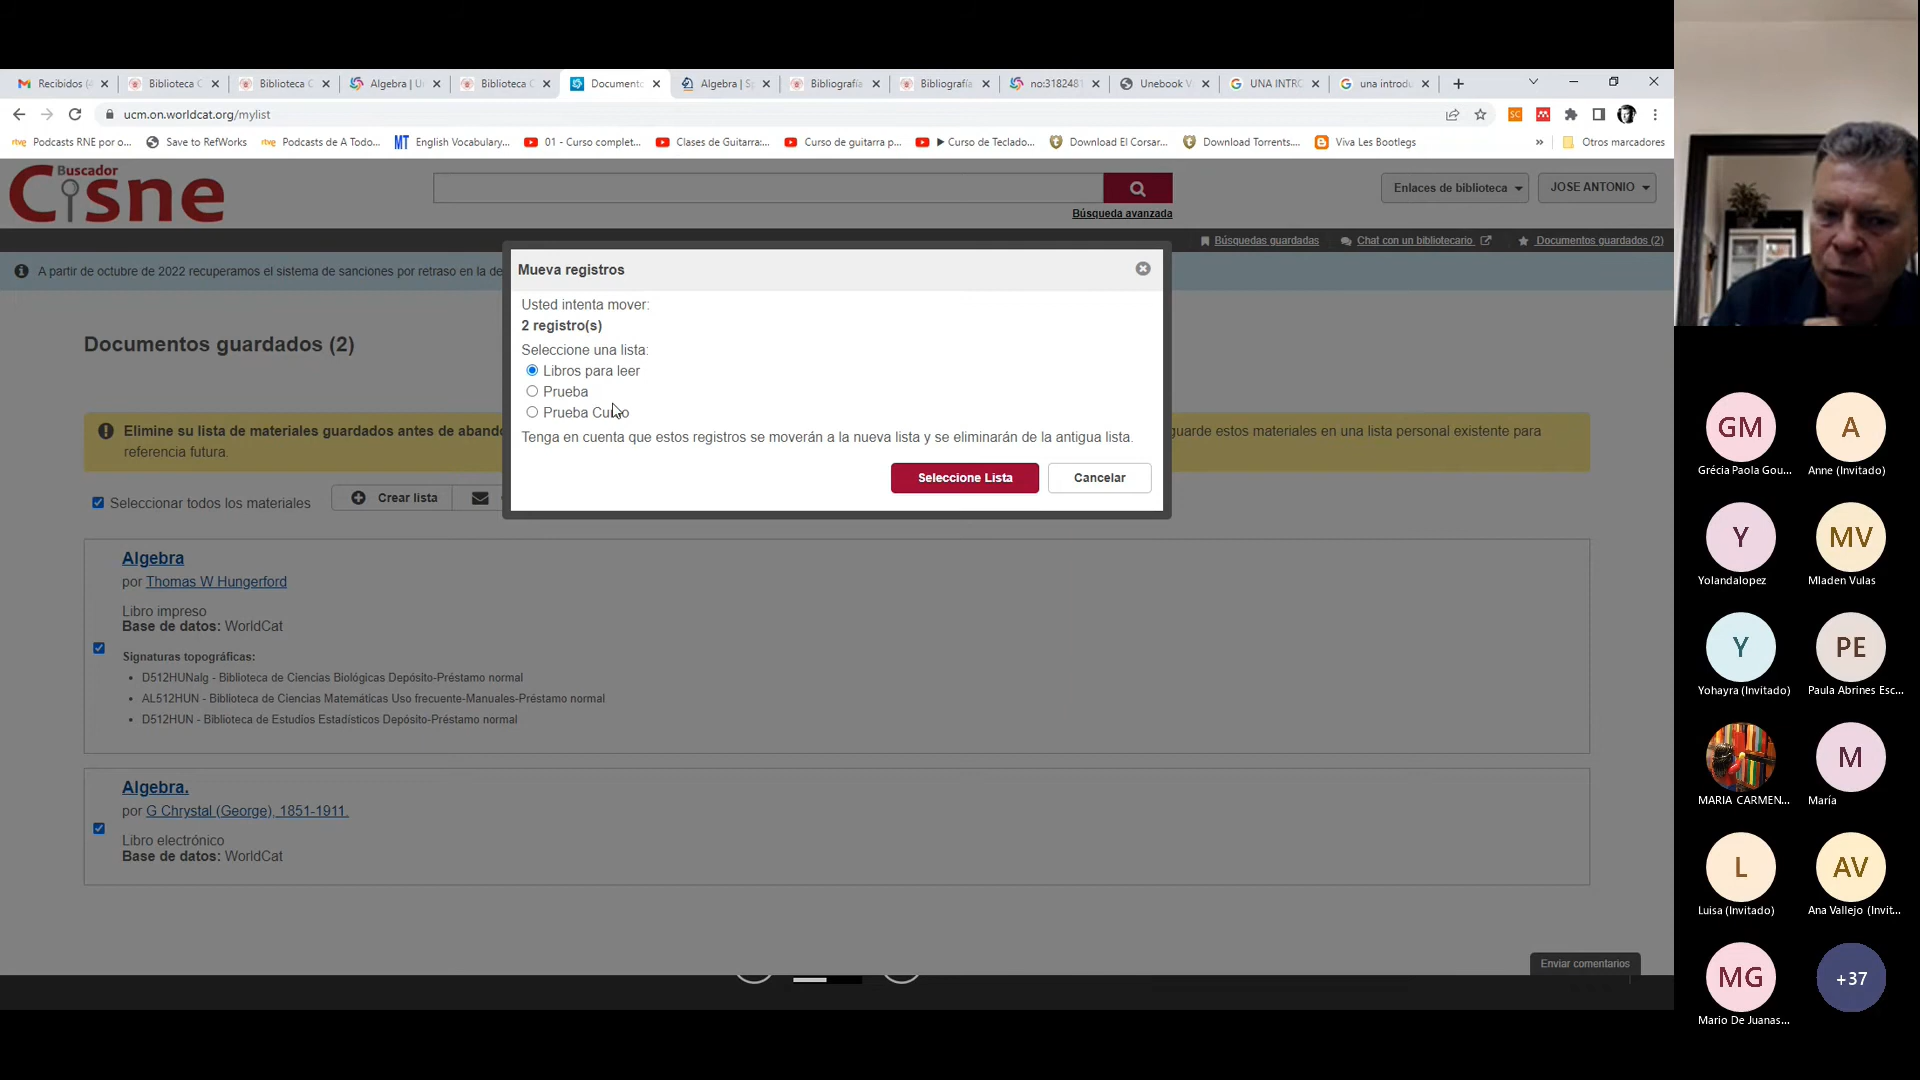 Recibidos (4
Biblioteca C
Biblioteca C
Algebra | U
Biblioteca C
Documento
Algebra | Sp
Bibliografía
Bibliografía
no:3182481
Unebook V
UNA INTRO
una introdu
ucm.on.worldcat.org/mylist
Podcasts RNE por o...
Save to RefWorks
Podcasts de A Todo...
MT English Vocabulary...
01 - Curso complet...
Clases de Guitarra:...
Curso de guitarra p...
Curso de Teclado...
Download El Corsar...
Download Torrents....
Viva Les Bootlegs
»
Otros marcadores
Buscador
Cisne
Búsqueda avanzada
Enlaces de biblioteca
JOSE ANTONIO
Búsquedas guardadas
Chat con un bibliotecario
Documentos guardados (2)
A partir de octubre de 2022 recuperamos el sistema de sanciones por retraso en la de
Mueva registros
Usted intenta mover:
2 registro(s)
Seleccione una lista:
Libros para leer
Prueba
Prueba
Tenga en cuenta que estos registros se moverán a la nueva lista y se eliminarán de la antigua lista.
Seleccione Lista
Cancelar
Documentos guardados (2)
Elimine su lista de materiales guardados antes de aband
guarde estos materiales en una lista personal existente para
referencia futura.
Seleccionar todos los materiales
Crear lista
Algebra
por Thomas W Hungerford
Libro impreso
Base de datos: WorldCat
Signaturas topográficas:
• D512HUNalg - Biblioteca de Ciencias Biológicas Depósito-Préstamo normal
• AL512HUN - Biblioteca de Ciencias Matemáticas Uso frecuente-Manuales-Préstamo normal
• D512HUN - Biblioteca de Estudios Estadísticos Depósito-Préstamo normal
Algebra.
por G Chrystal (George), 1851-1911.
Libro electrónico
Base de datos: WorldCat
Enviar comentarios
GM
Grécia Paola Gou...
A
Anne (Invitado)
Y
Yolandalopez
MV
Mladen Vulas
Y
Yohayra (Invitado)
PE
Paula Abrines Esc...
MARIA CARMEN...
M
María
L
Luisa (Invitado)
AV
Ana Vallejo (Invit...
MG
Mario De Juanas...
+37